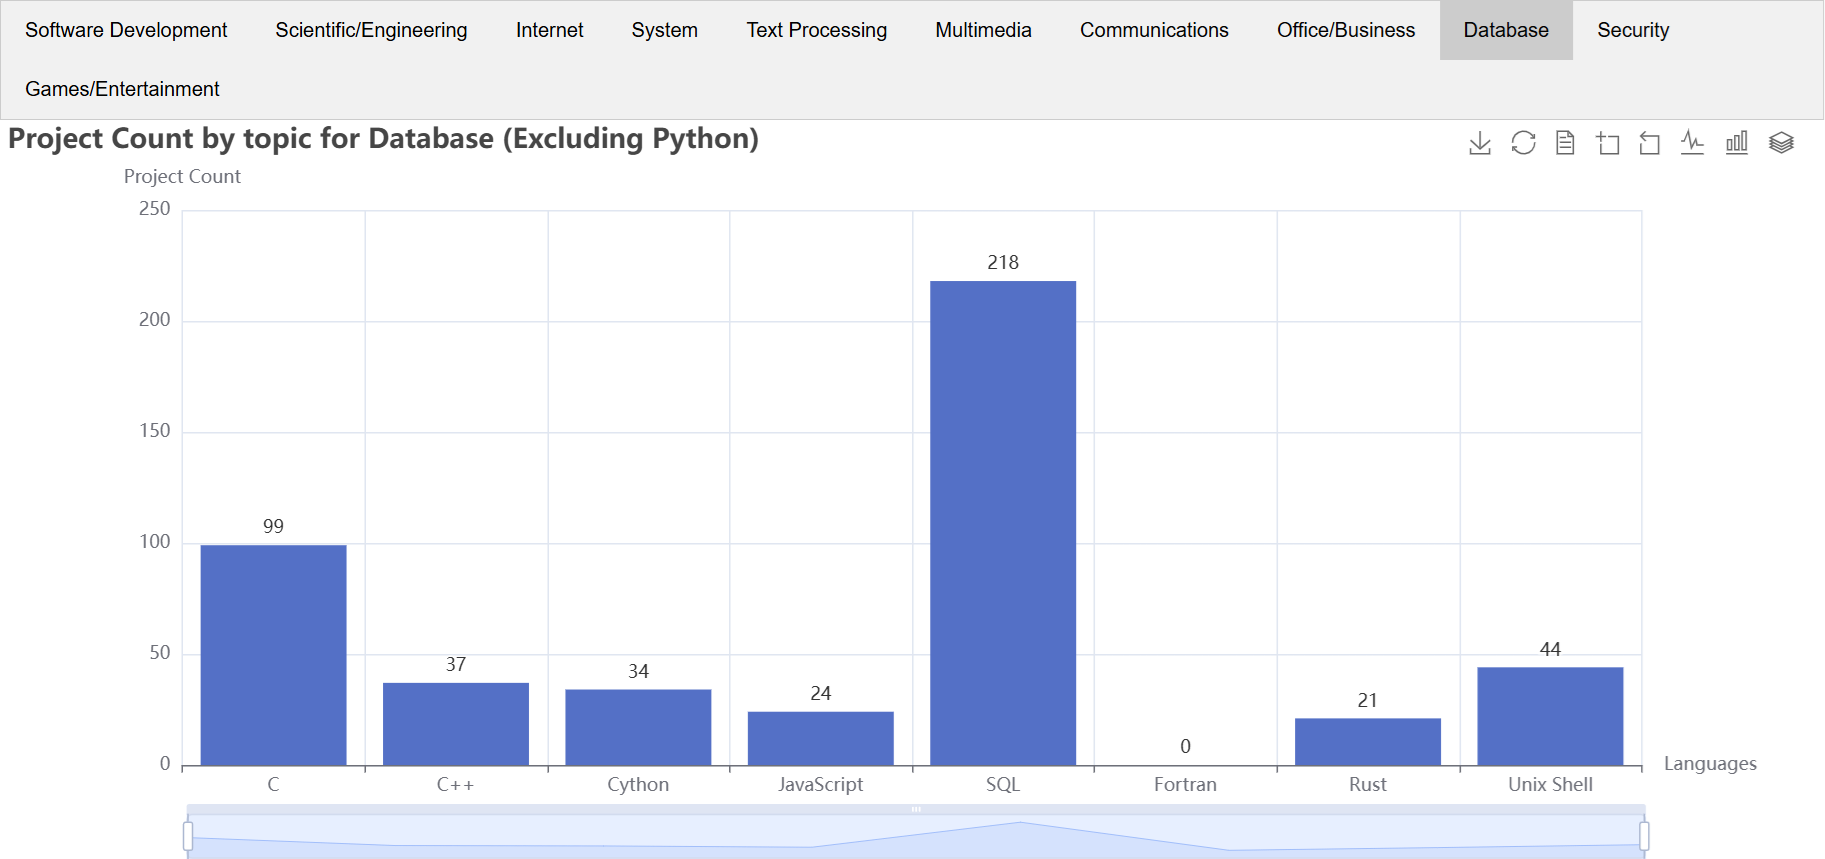 Software Development Scientific/Engineering Internet System Text Processing Multimedia Communications Office/Business Database Security
Games/Entertainment
Project Count by topic for Database (Excluding Python)
Project Count
250
200
150
100
50
0
99
37
34
24
218
0
21
44
C C++ Cython JavaScript SQL Fortran Rust Unix Shell
Languages